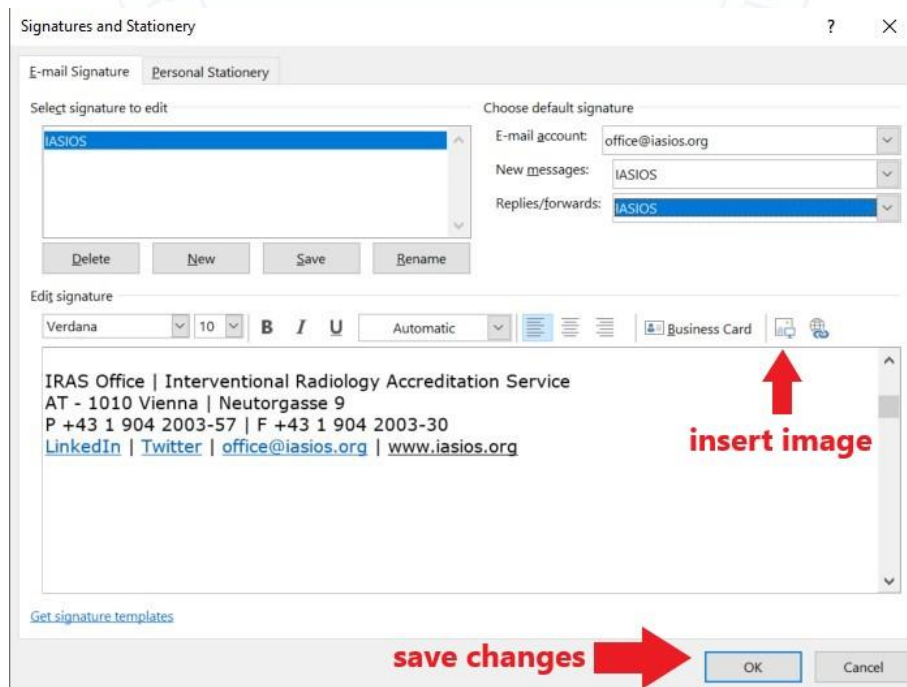 Signatures and Stationery ? X
E-mail Signature Personal Stationery
Select signature to edit
IASIOS
Delete New Save Rename
Choose default signature
E-mail account: office@iasios.org
New messages: IASIOS
Replies/forwards: IASIOS
Edit signature
Verdana 10 B I U Automatic Business Card
IRAS Office | Interventional Radiology Accreditation Service
AT - 1010 Vienna | Neutorgasse 9
P +43 1 904 2003-57 | F +43 1 904 2003-30
LinkedIn | Twitter | office@iasios.org | www.iasios.org
insert image
Get signature templates
save changes
OK Cancel